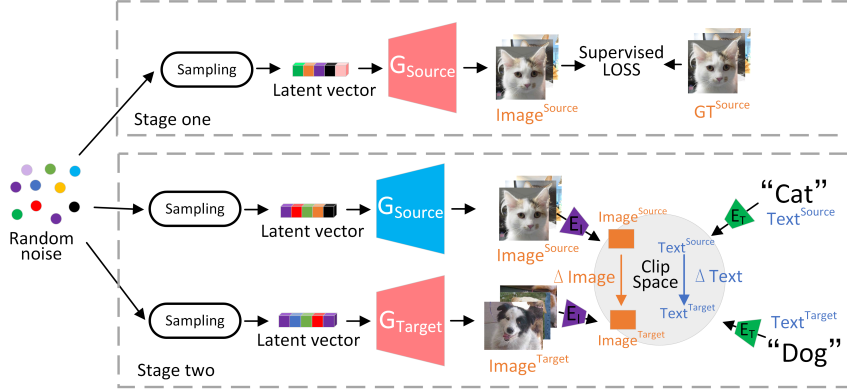 Sampling
Latent vector
G_Source
Image^Source
Supervised
LOSS
GT^Source
Stage one
Random
noise
Sampling
Latent vector
G_Source
Image^Source
E_I
Image^Source
Text^Source
Δ Image
Clip
Space
Δ Text
E_T
“Cat”
Text^Source
Sampling
Latent vector
G_Target
Image^Target
E_I
Image^Target
Text^Target
E_T
Text^Target
“Dog”
Stage two